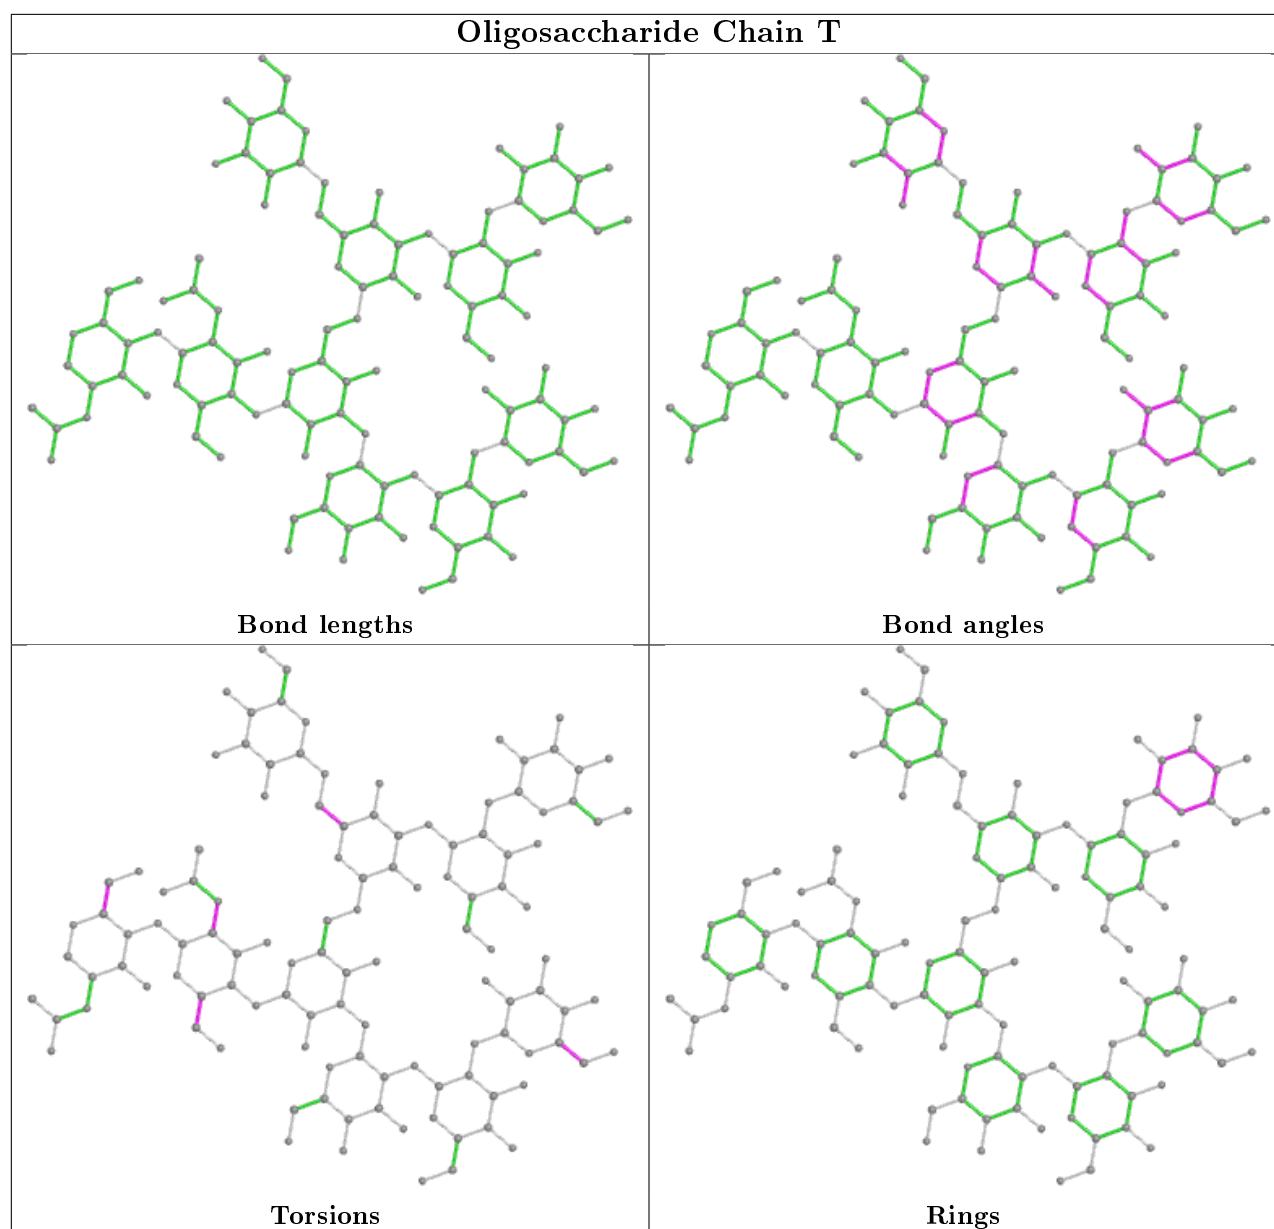 Oligosaccharide Chain T
Bond lengths
Bond angles
Torsions
Rings